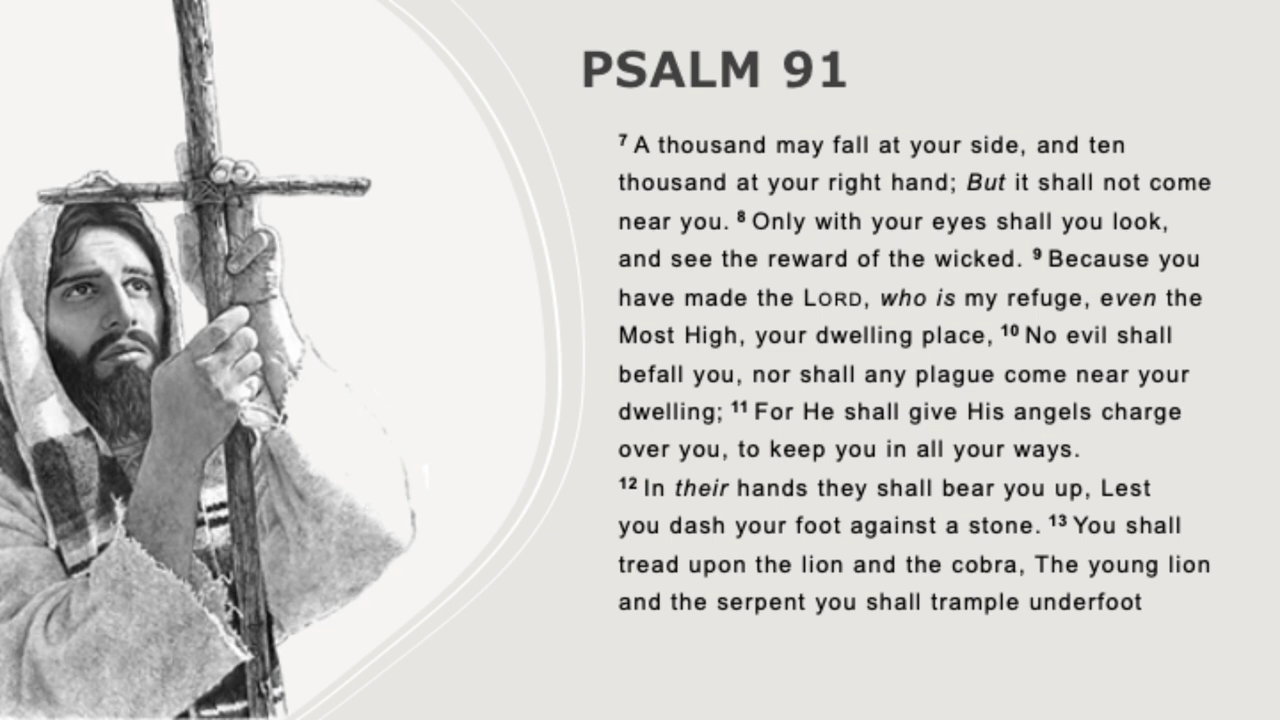 PSALM 91
⁷ A thousand may fall at your side, and ten
thousand at your right hand; But it shall not come
near you. ⁸ Only with your eyes shall you look,
and see the reward of the wicked. ⁹ Because you
have made the LORD, who is my refuge, even the
Most High, your dwelling place, ¹⁰ No evil shall
befall you, nor shall any plague come near your
dwelling; ¹¹ For He shall give His angels charge
over you, to keep you in all your ways.
¹² In their hands they shall bear you up, Lest
you dash your foot against a stone. ¹³ You shall
tread upon the lion and the cobra, The young lion
and the serpent you shall trample underfoot